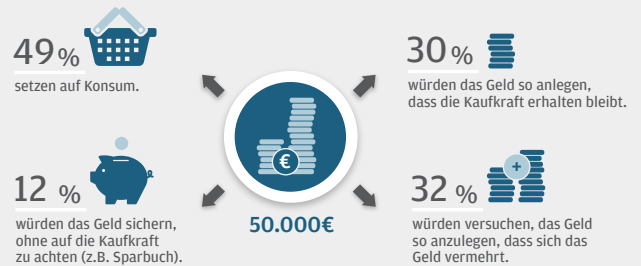 49 %
setzen auf Konsum.
30 %
würden das Geld so anlegen,
dass die Kaufkraft erhalten bleibt.
12 %
würden das Geld sichern,
ohne auf die Kaufkraft
zu achten (z.B. Sparbuch).
€
50.000€
+
32 %
würden versuchen, das Geld
so anzulegen, dass sich das
Geld vermehrt.